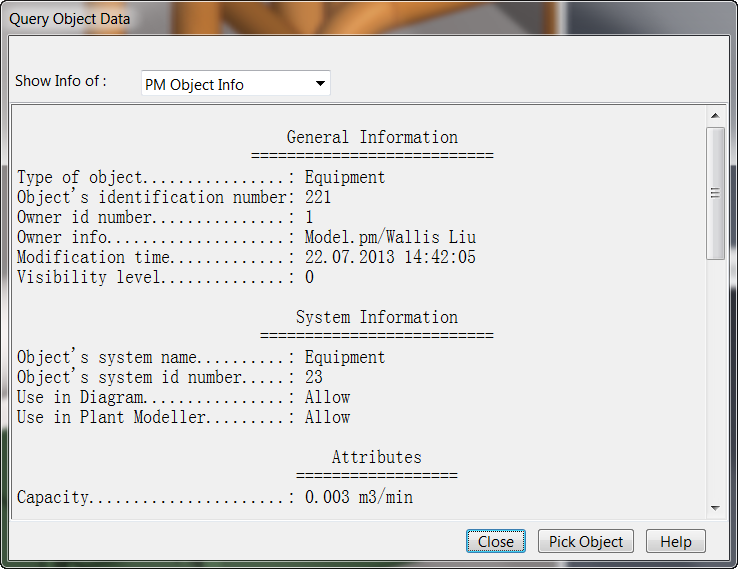 Query Object Data
Show Info of :
PM Object Info
General Information
===========================
Type of object................: Equipment
Object's identification number: 221
Owner id number...............: 1
Owner info....................: Model.pm/Wallis Liu
Modification time.............: 22.07.2013 14:42:05
Visibility level..............: 0
System Information
==========================
Object's system name..........: Equipment
Object's system id number.....: 23
Use in Diagram................: Allow
Use in Plant Modeller.........: Allow
Attributes
==================
Capacity......................: 0.003 m3/min
Close
Pick Object
Help